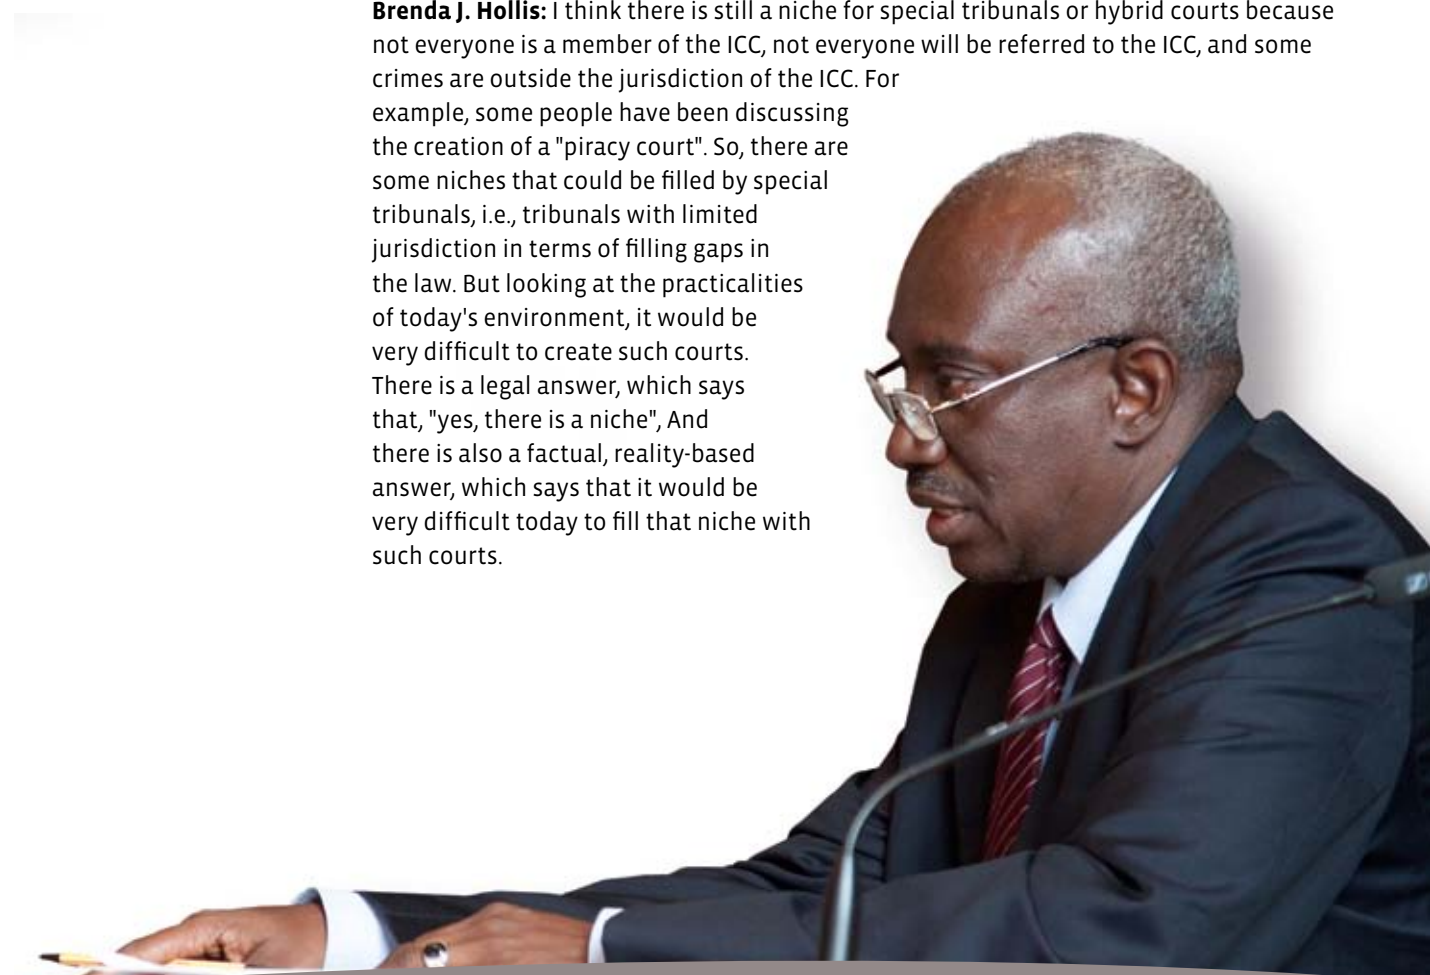 Brenda J. Hollis: I think there is still a niche for special tribunals or hybrid courts because
not everyone is a member of the ICC, not everyone will be referred to the ICC, and some
crimes are outside the jurisdiction of the ICC. For
example, some people have been discussing
the creation of a "piracy court". So, there are
some niches that could be filled by special
tribunals, i.e., tribunals with limited
jurisdiction in terms of filling gaps in
the law. But looking at the practicalities
of today's environment, it would be
very difficult to create such courts.
There is a legal answer, which says
that, "yes, there is a niche", And
there is also a factual, reality-based
answer, which says that it would be
very difficult today to fill that niche with
such courts.